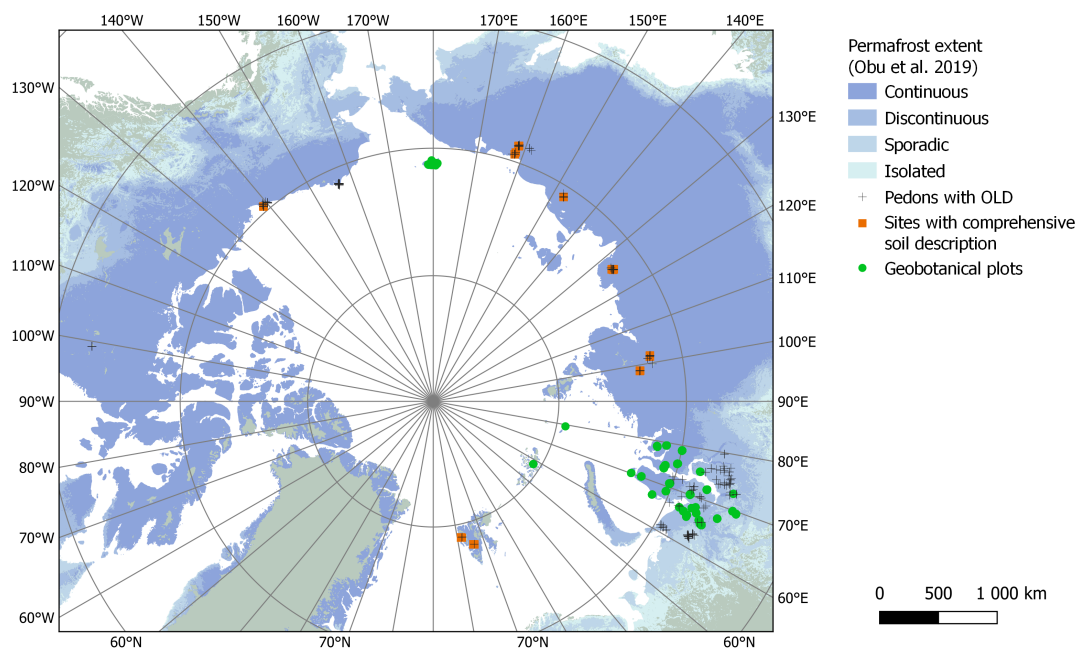 140°W 150°W 160°W 170°W 170°E 160°E 150°E 140°E
130°W
120°W
110°W
100°W
90°W
80°W
70°W
60°W
130°E
120°E
110°E
100°E
90°E
80°E
70°E
60°E
60°N 70°N 70°N 60°N
Permafrost extent
(Obu et al. 2019)
Continuous
Discontinuous
Sporadic
Isolated
Pedons with OLD
Sites with comprehensive
soil description
Geobotanical plots
0 500 1 000 km